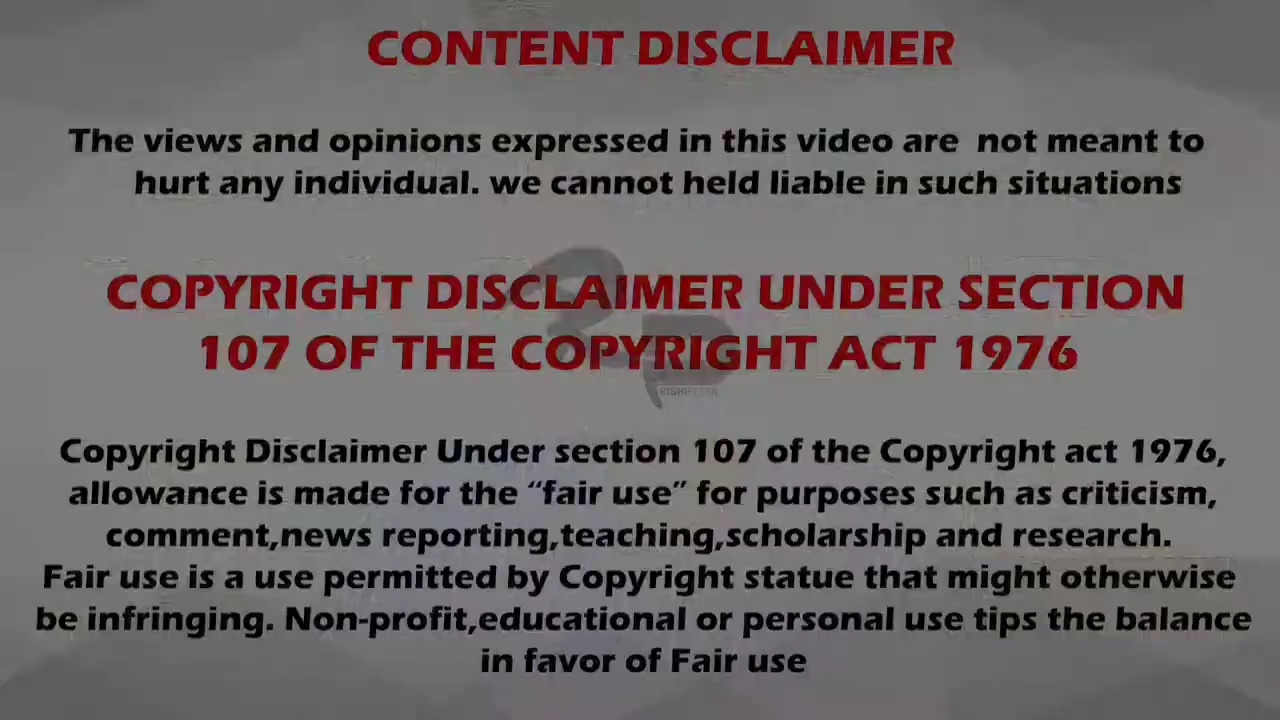 CONTENT DISCLAIMER
The views and opinions expressed in this video are not meant to
hurt any individual. we cannot held liable in such situations
COPYRIGHT DISCLAIMER UNDER SECTION
107 OF THE COPYRIGHT ACT 1976
Copyright Disclaimer Under section 107 of the Copyright act 1976,
allowance is made for the “fair use” for purposes such as criticism,
comment,news reporting,teaching,scholarship and research.
Fair use is a use permitted by Copyright statue that might otherwise
be infringing. Non-profit,educational or personal use tips the balance
in favor of Fair use